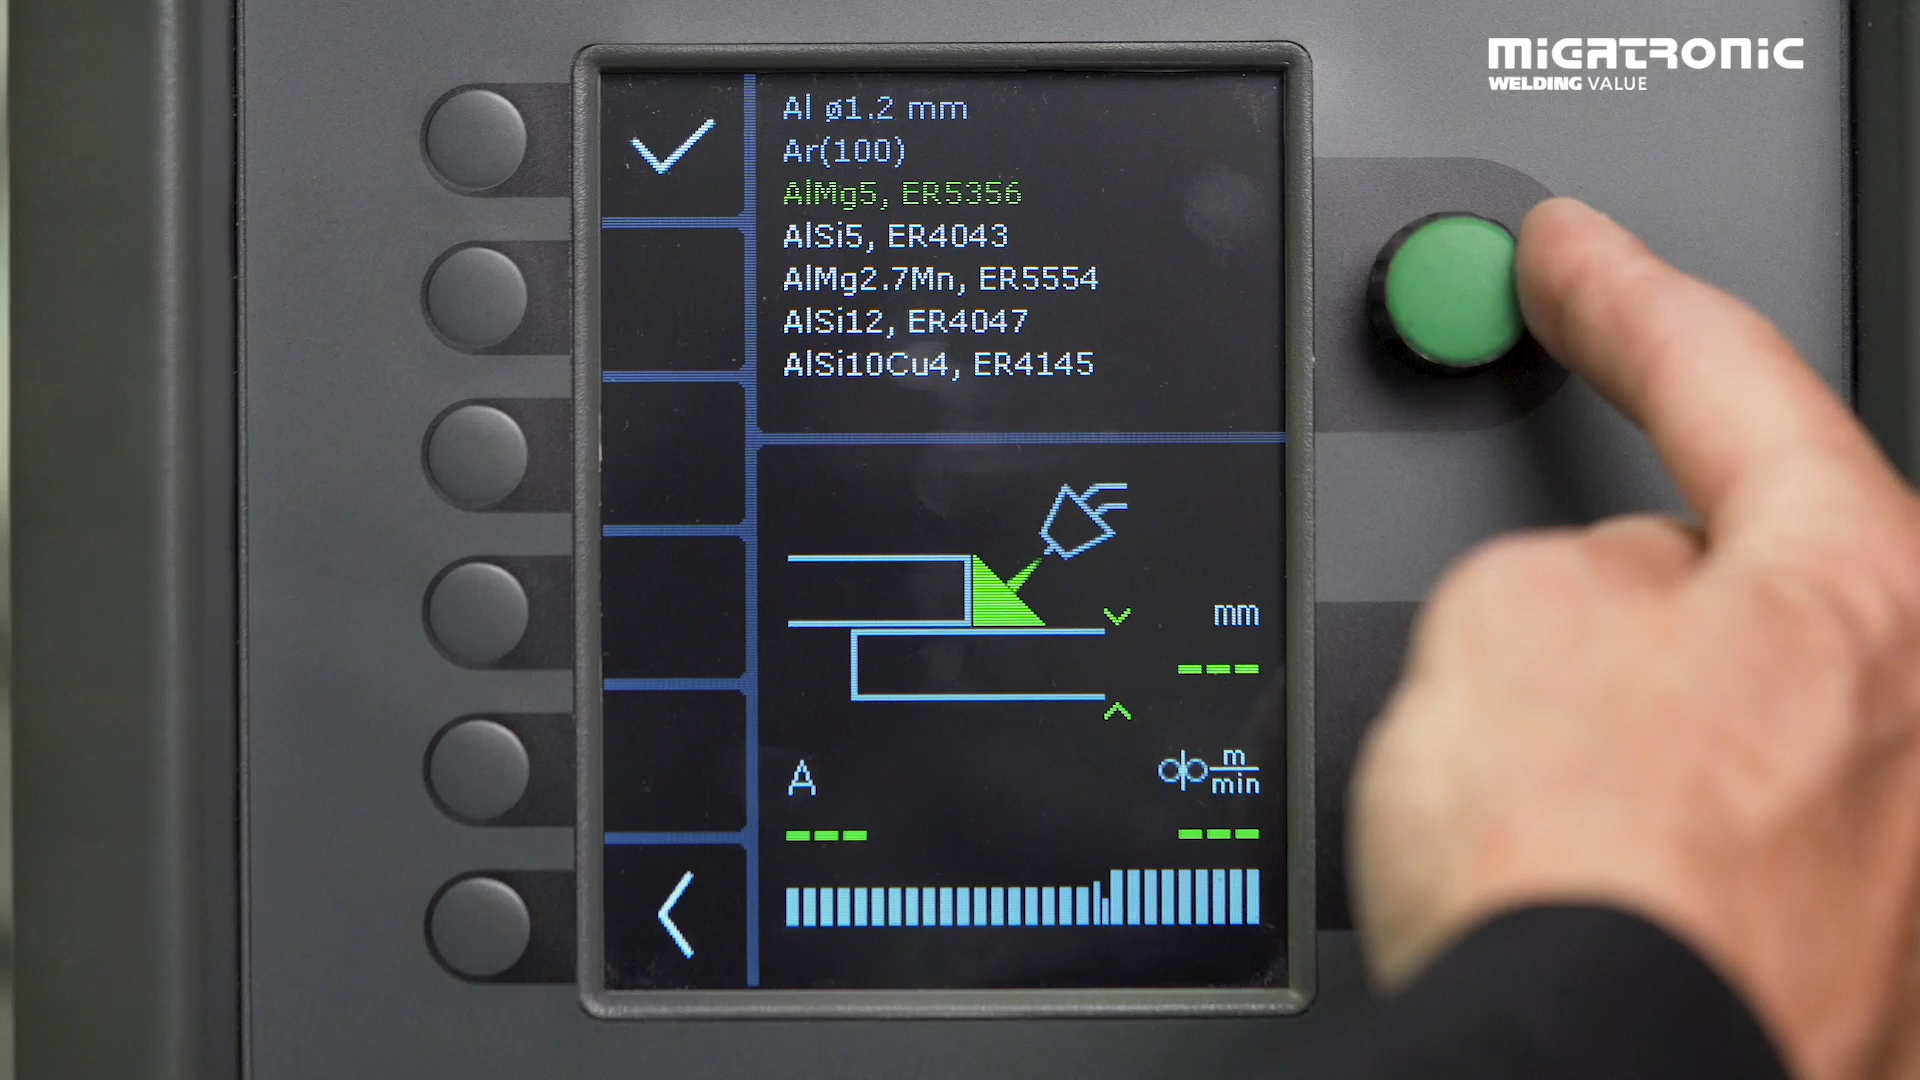 MIGATRONIC
WELDING VALUE
Al ø1.2 mm
Ar(100)
AlMg5, ER5356
AlSi5, ER4043
AlMg2.7Mn, ER5554
AlSi12, ER4047
AlSi10Cu4, ER4145
mm
---
A
m
min
---
---